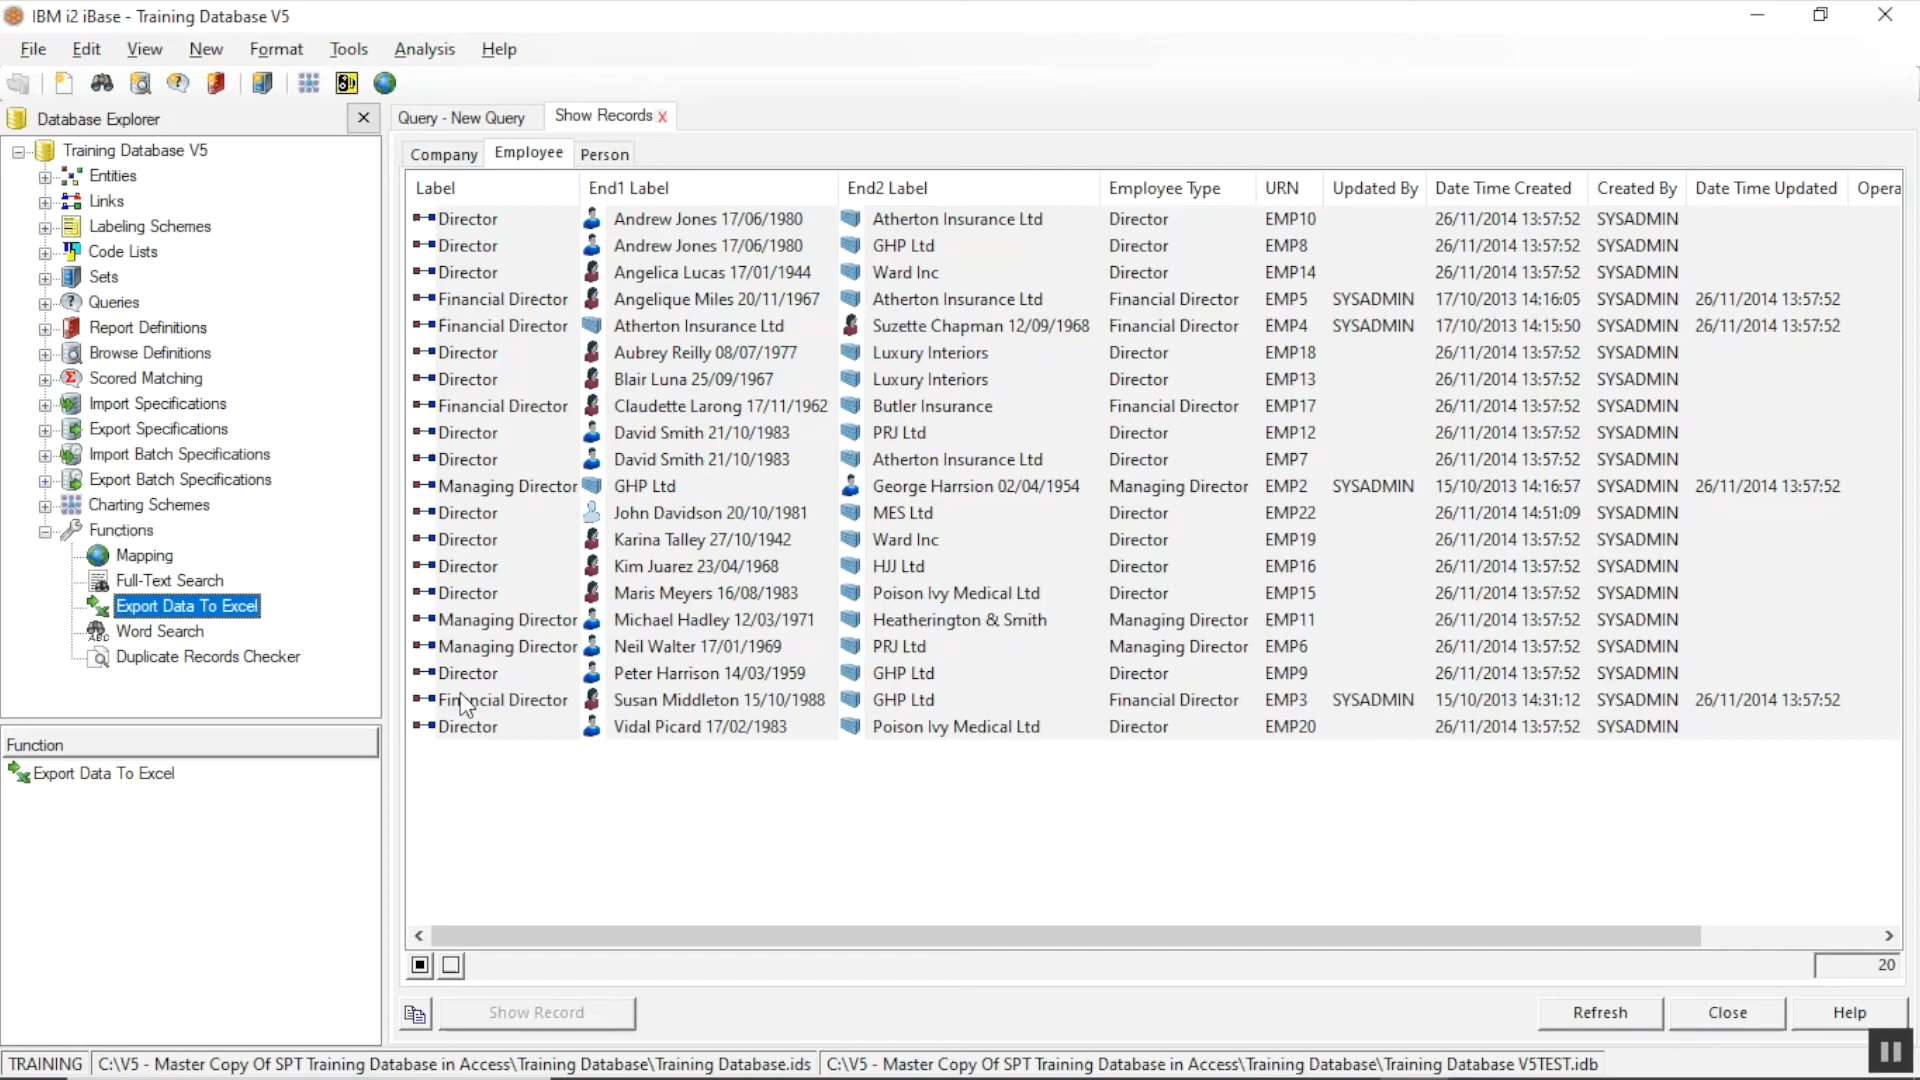 IBM i2 iBase - Training Database V5
File Edit View New Format Tools Analysis Help
Database Explorer
Training Database V5
Entities
Links
Labeling Schemes
Code Lists
Sets
Queries
Report Definitions
Browse Definitions
Scored Matching
Import Specifications
Export Specifications
Import Batch Specifications
Export Batch Specifications
Charting Schemes
Functions
Mapping
Full-Text Search
Export Data To Excel
Word Search
Duplicate Records Checker
Function
Export Data To Excel
Query - New Query Show Records X
Company Employee Person
Label End1 Label End2 Label Employee Type URN Updated By Date Time Created Created By Date Time Updated Opera
Director Andrew Jones 17/06/1980 Atherton Insurance Ltd Director EMP10 26/11/2014 13:57:52 SYSADMIN
Director Andrew Jones 17/06/1980 GHP Ltd Director EMP8 26/11/2014 13:57:52 SYSADMIN
Director Angelica Lucas 17/01/1944 Ward Inc Director EMP14 26/11/2014 13:57:52 SYSADMIN
Financial Director Angelique Miles 20/11/1967 Atherton Insurance Ltd Financial Director EMP5 SYSADMIN 17/10/2013 14:16:05 SYSADMIN 26/11/2014 13:57:52
Financial Director Atherton Insurance Ltd Suzette Chapman 12/09/1968 Financial Director EMP4 SYSADMIN 17/10/2013 14:15:50 SYSADMIN 26/11/2014 13:57:52
Director Aubrey Reilly 08/07/1977 Luxury Interiors Director EMP18 26/11/2014 13:57:52 SYSADMIN
Director Blair Luna 25/09/1967 Luxury Interiors Director EMP13 26/11/2014 13:57:52 SYSADMIN
Financial Director Claudette Larong 17/11/1962 Butler Insurance Financial Director EMP17 26/11/2014 13:57:52 SYSADMIN
Director David Smith 21/10/1983 PRJ Ltd Director EMP12 26/11/2014 13:57:52 SYSADMIN
Director David Smith 21/10/1983 Atherton Insurance Ltd Director EMP7 26/11/2014 13:57:52 SYSADMIN
Managing Director GHP Ltd George Harrsion 02/04/1954 Managing Director EMP2 SYSADMIN 15/10/2013 14:16:57 SYSADMIN 26/11/2014 13:57:52
Director John Davidson 20/10/1981 MES Ltd Director EMP22 26/11/2014 14:51:09 SYSADMIN
Director Karina Talley 27/10/1942 Ward Inc Director EMP19 26/11/2014 13:57:52 SYSADMIN
Director Kim Juarez 23/04/1968 HJJ Ltd Director EMP16 26/11/2014 13:57:52 SYSADMIN
Director Maris Meyers 16/08/1983 Poison Ivy Medical Ltd Director EMP15 26/11/2014 13:57:52 SYSADMIN
Managing Director Michael Hadley 12/03/1971 Heatherington & Smith Managing Director EMP11 26/11/2014 13:57:52 SYSADMIN
Managing Director Neil Walter 17/01/1969 PRJ Ltd Managing Director EMP6 26/11/2014 13:57:52 SYSADMIN
Director Peter Harrison 14/03/1959 GHP Ltd Director EMP9 26/11/2014 13:57:52 SYSADMIN
Financial Director Susan Middleton 15/10/1988 GHP Ltd Financial Director EMP3 SYSADMIN 15/10/2013 14:31:12 SYSADMIN 26/11/2014 13:57:52
Director Vidal Picard 17/02/1983 Poison Ivy Medical Ltd Director EMP20 26/11/2014 13:57:52 SYSADMIN
20
Show Record Refresh Close Help
TRAINING C:\V5 - Master Copy Of SPT Training Database in Access\Training Database\Training Database.ids C:\V5 - Master Copy Of SPT Training Database in Access\Training Database\Training Database V5TEST.idb